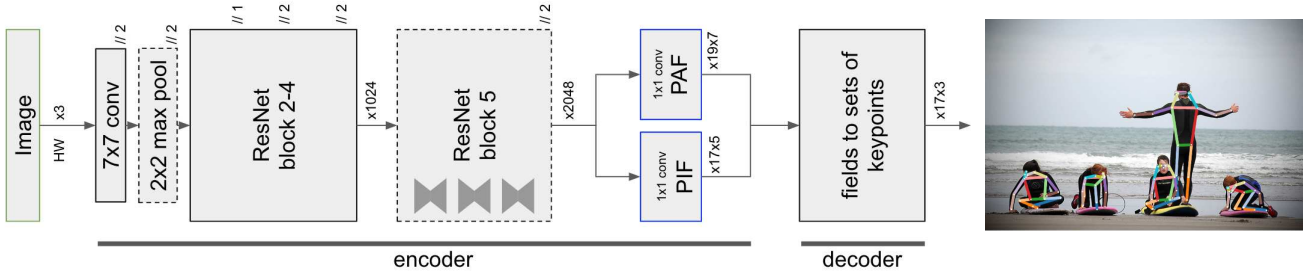 Image
HW
x3
7x7 conv
// 2
2x2 max pool
// 2
ResNet
block 2-4
// 1
// 2
// 2
x1024
ResNet
block 5
// 2
x2048
1x1 conv
PAF
x19x7
1x1 conv
PIF
x17x5
fields to sets of
keypoints
x17x3
encoder
decoder